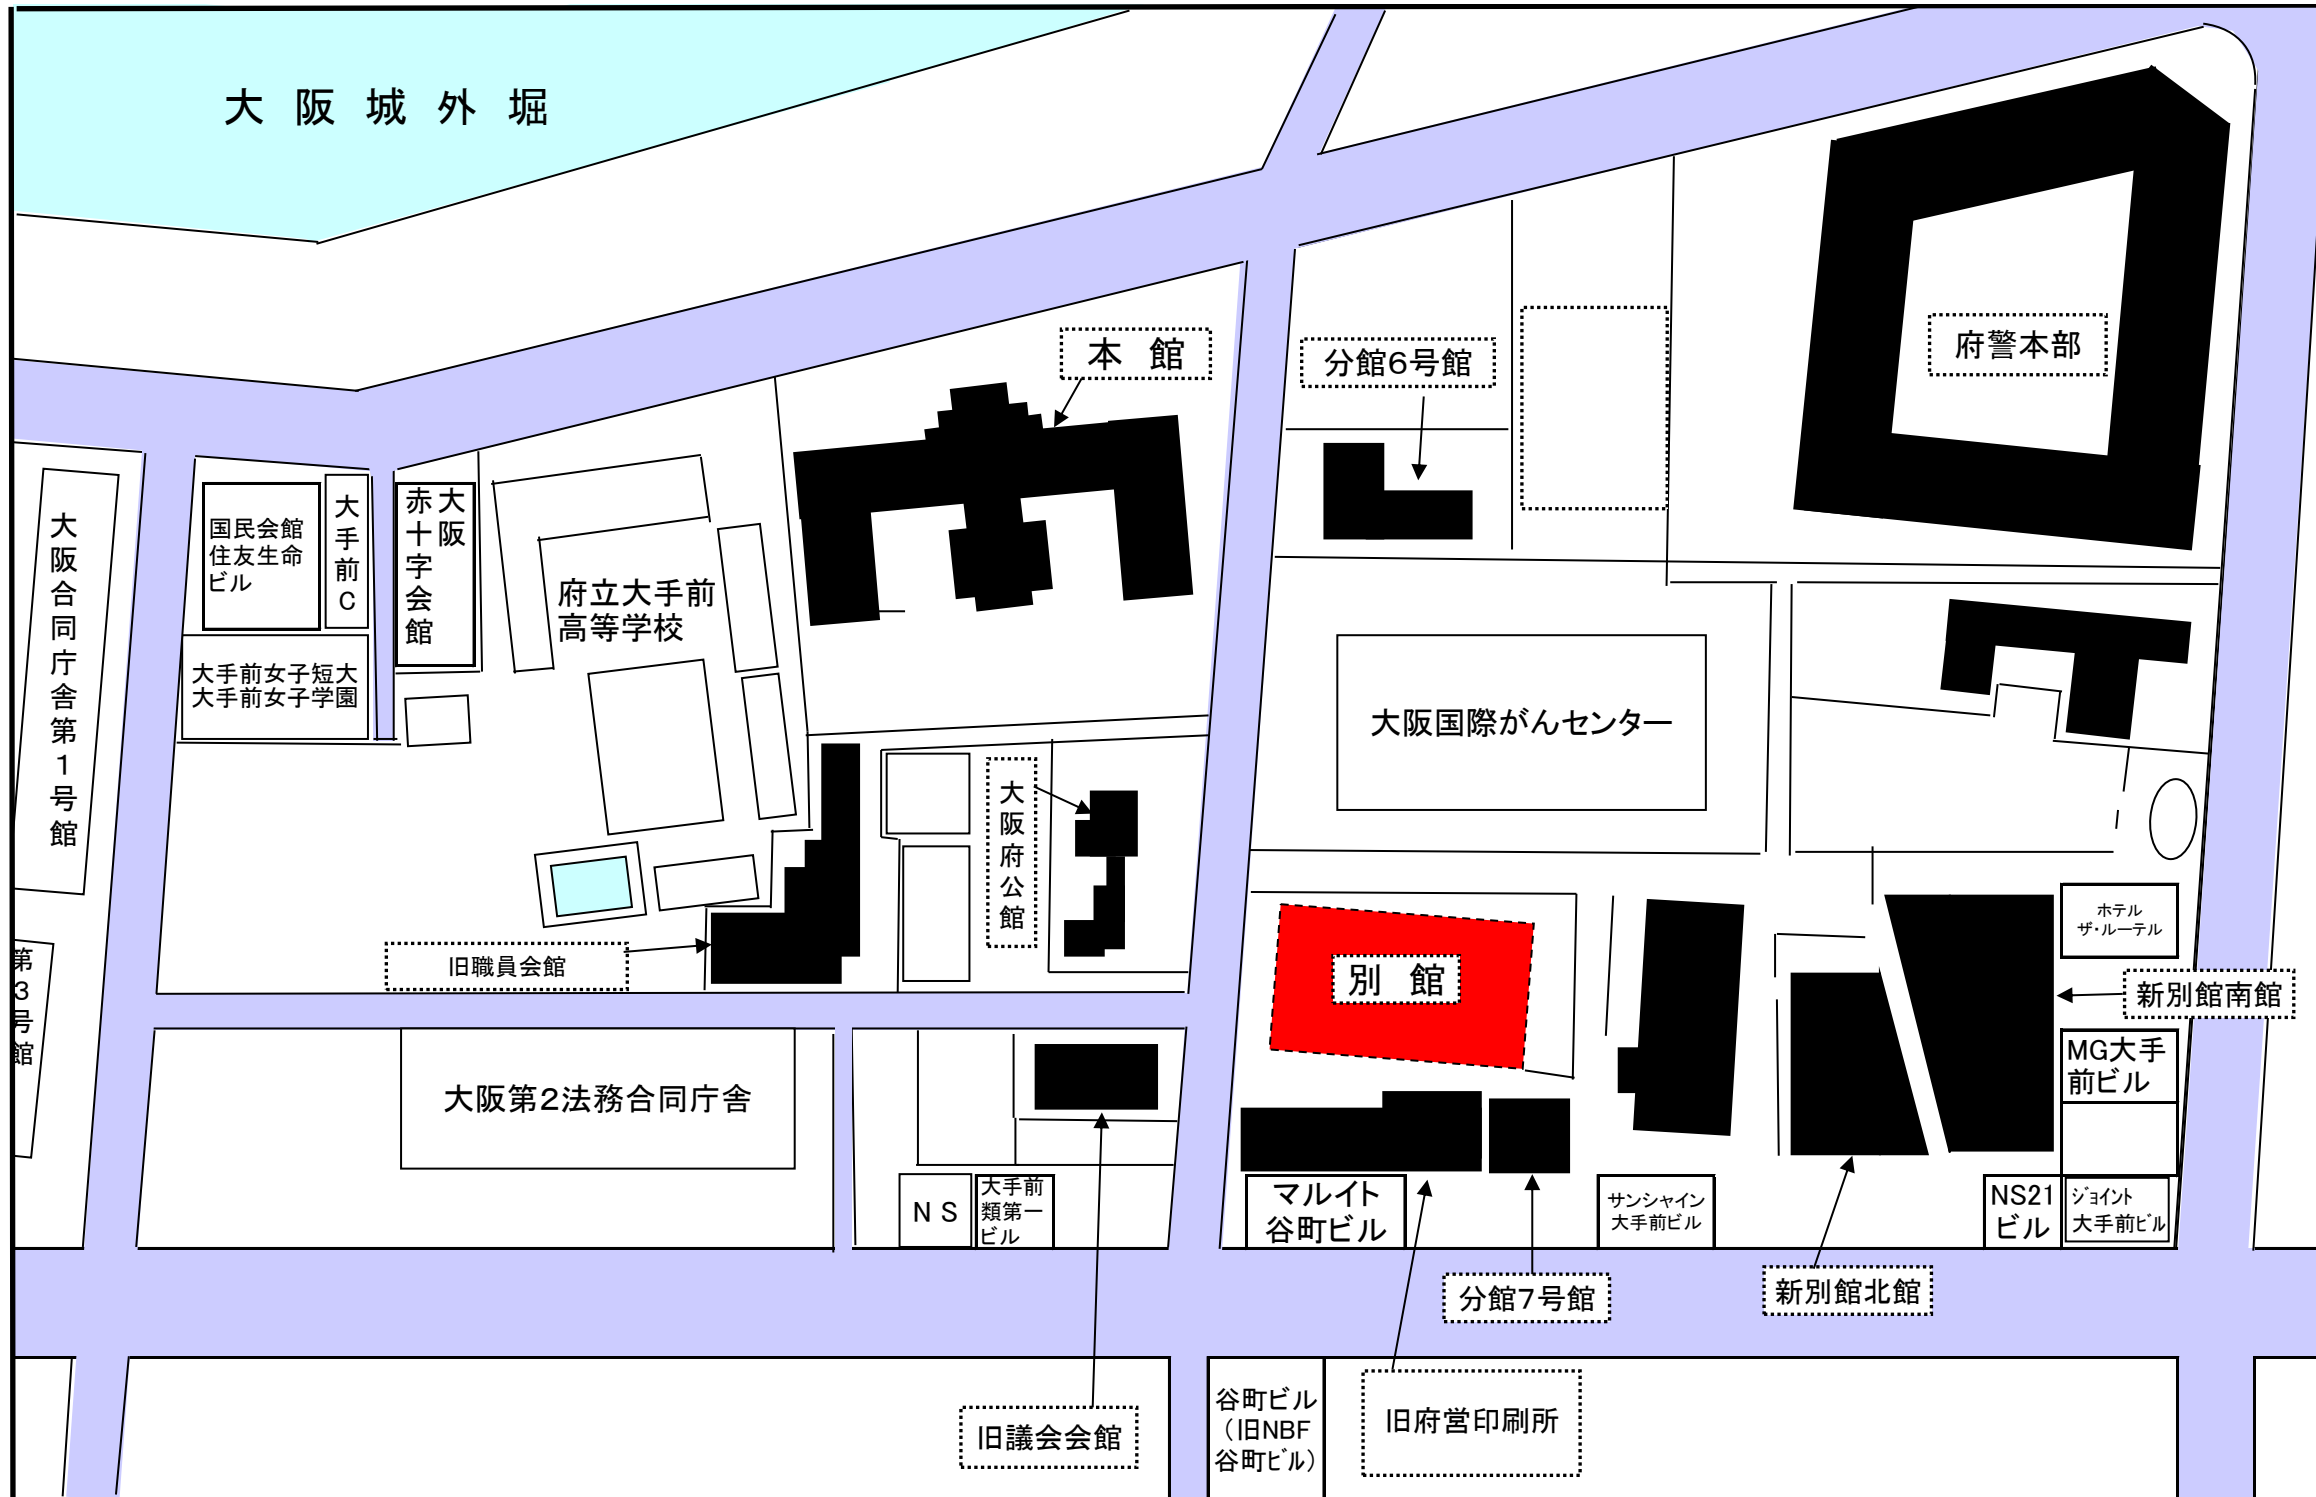 大阪城外堀
本館
分館6号館
府警本部
大阪合同庁舎第1号館
国民会館
住友生命
ビル
大手前C
大阪
赤十字会館
府立大手前
高等学校
大手前女子短大
大手前女子学園
大阪国際がんセンター
大阪府公館
旧職員会館
別館
ホテル
ザ・ルーテル
新別館南館
第3号館
MG大手
前ビル
大阪第2法務合同庁舎
NS
大手前
類第一
ビル
マルイト
谷町ビル
サンシャイン
大手前ビル
NS21
ビル
ジョイント
大手前ビル
分館7号館
新別館北館
旧議会会館
谷町ビル
(旧NBF
谷町ビル)
旧府営印刷所